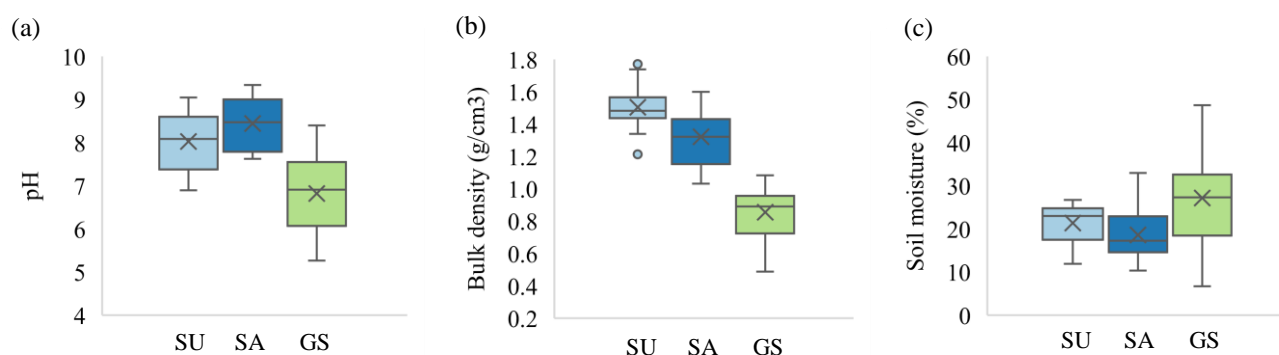 (a)
10
9
8
7
6
5
4
pH
SU SA GS
(b)
1.8
1.6
1.4
1.2
1.0
0.8
0.6
0.4
0.2
Bulk density (g/cm3)
SU SA GS
(c)
60
50
40
30
20
10
0
Soil moisture (%)
SU SA GS